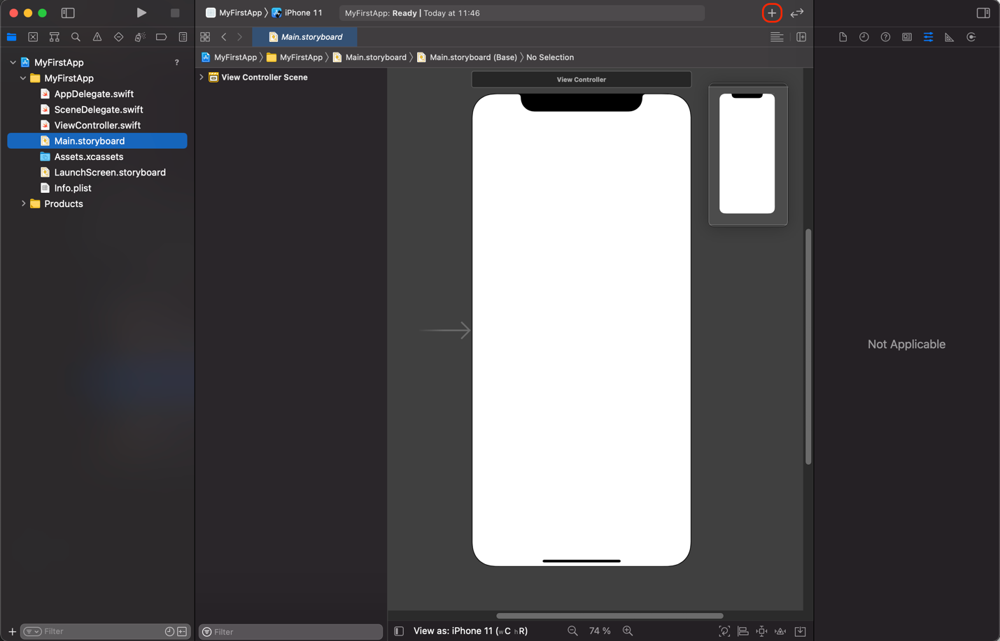 MyFirstApp 〉 iPhone 11
MyFirstApp: Ready | Today at 11:46
Main.storyboard
MyFirstApp 〉 MyFirstApp 〉 Main.storyboard 〉 Main.storyboard (Base) 〉 No Selection
MyFirstApp ?
MyFirstApp
AppDelegate.swift
SceneDelegate.swift
ViewController.swift
Main.storyboard
Assets.xcassets
LaunchScreen.storyboard
Info.plist
Products
View Controller Scene
View Controller
Not Applicable
Filter
Filter
View as: iPhone 11 (wC hR)
74 %